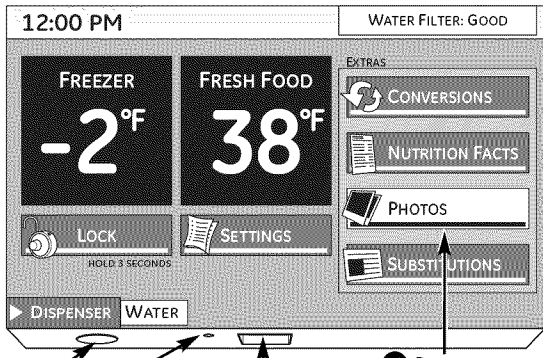 12:00 PM
WATER FILTER: GOOD
EXTRAS
FREEZER
-2°F
FRESH FOOD
38°F
CONVERSIONS
NUTRITION FACTS
PHOTOS
SUBSTITUTIONS
LOCK
HOLD 3 SECONDS
SETTINGS
DISPENSER
WATER